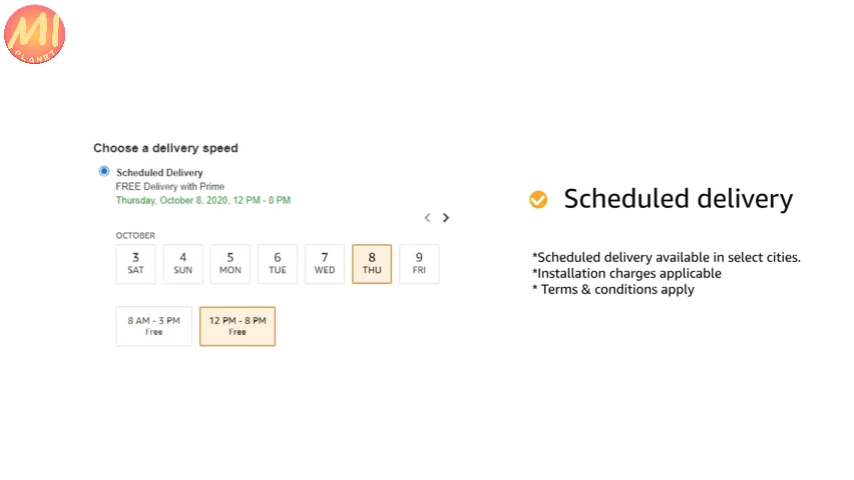 MI
PLANET
Choose a delivery speed
Scheduled Delivery
FREE Delivery with Prime
Thursday, October 8, 2020, 12 PM - 8 PM
OCTOBER
3 4 5 6 7 8 9
SAT SUN MON TUE WED THU FRI
8 AM - 3 PM 12 PM - 8 PM
Free Free
Scheduled delivery
*Scheduled delivery available in select cities.
*Installation charges applicable
* Terms & conditions apply